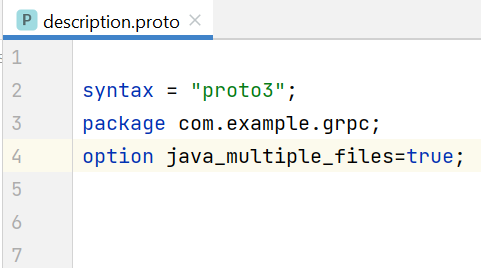 P description.proto ×
1
2 syntax = "proto3";
3 package com.example.grpc;
4 option java_multiple_files=true;
5
6
7